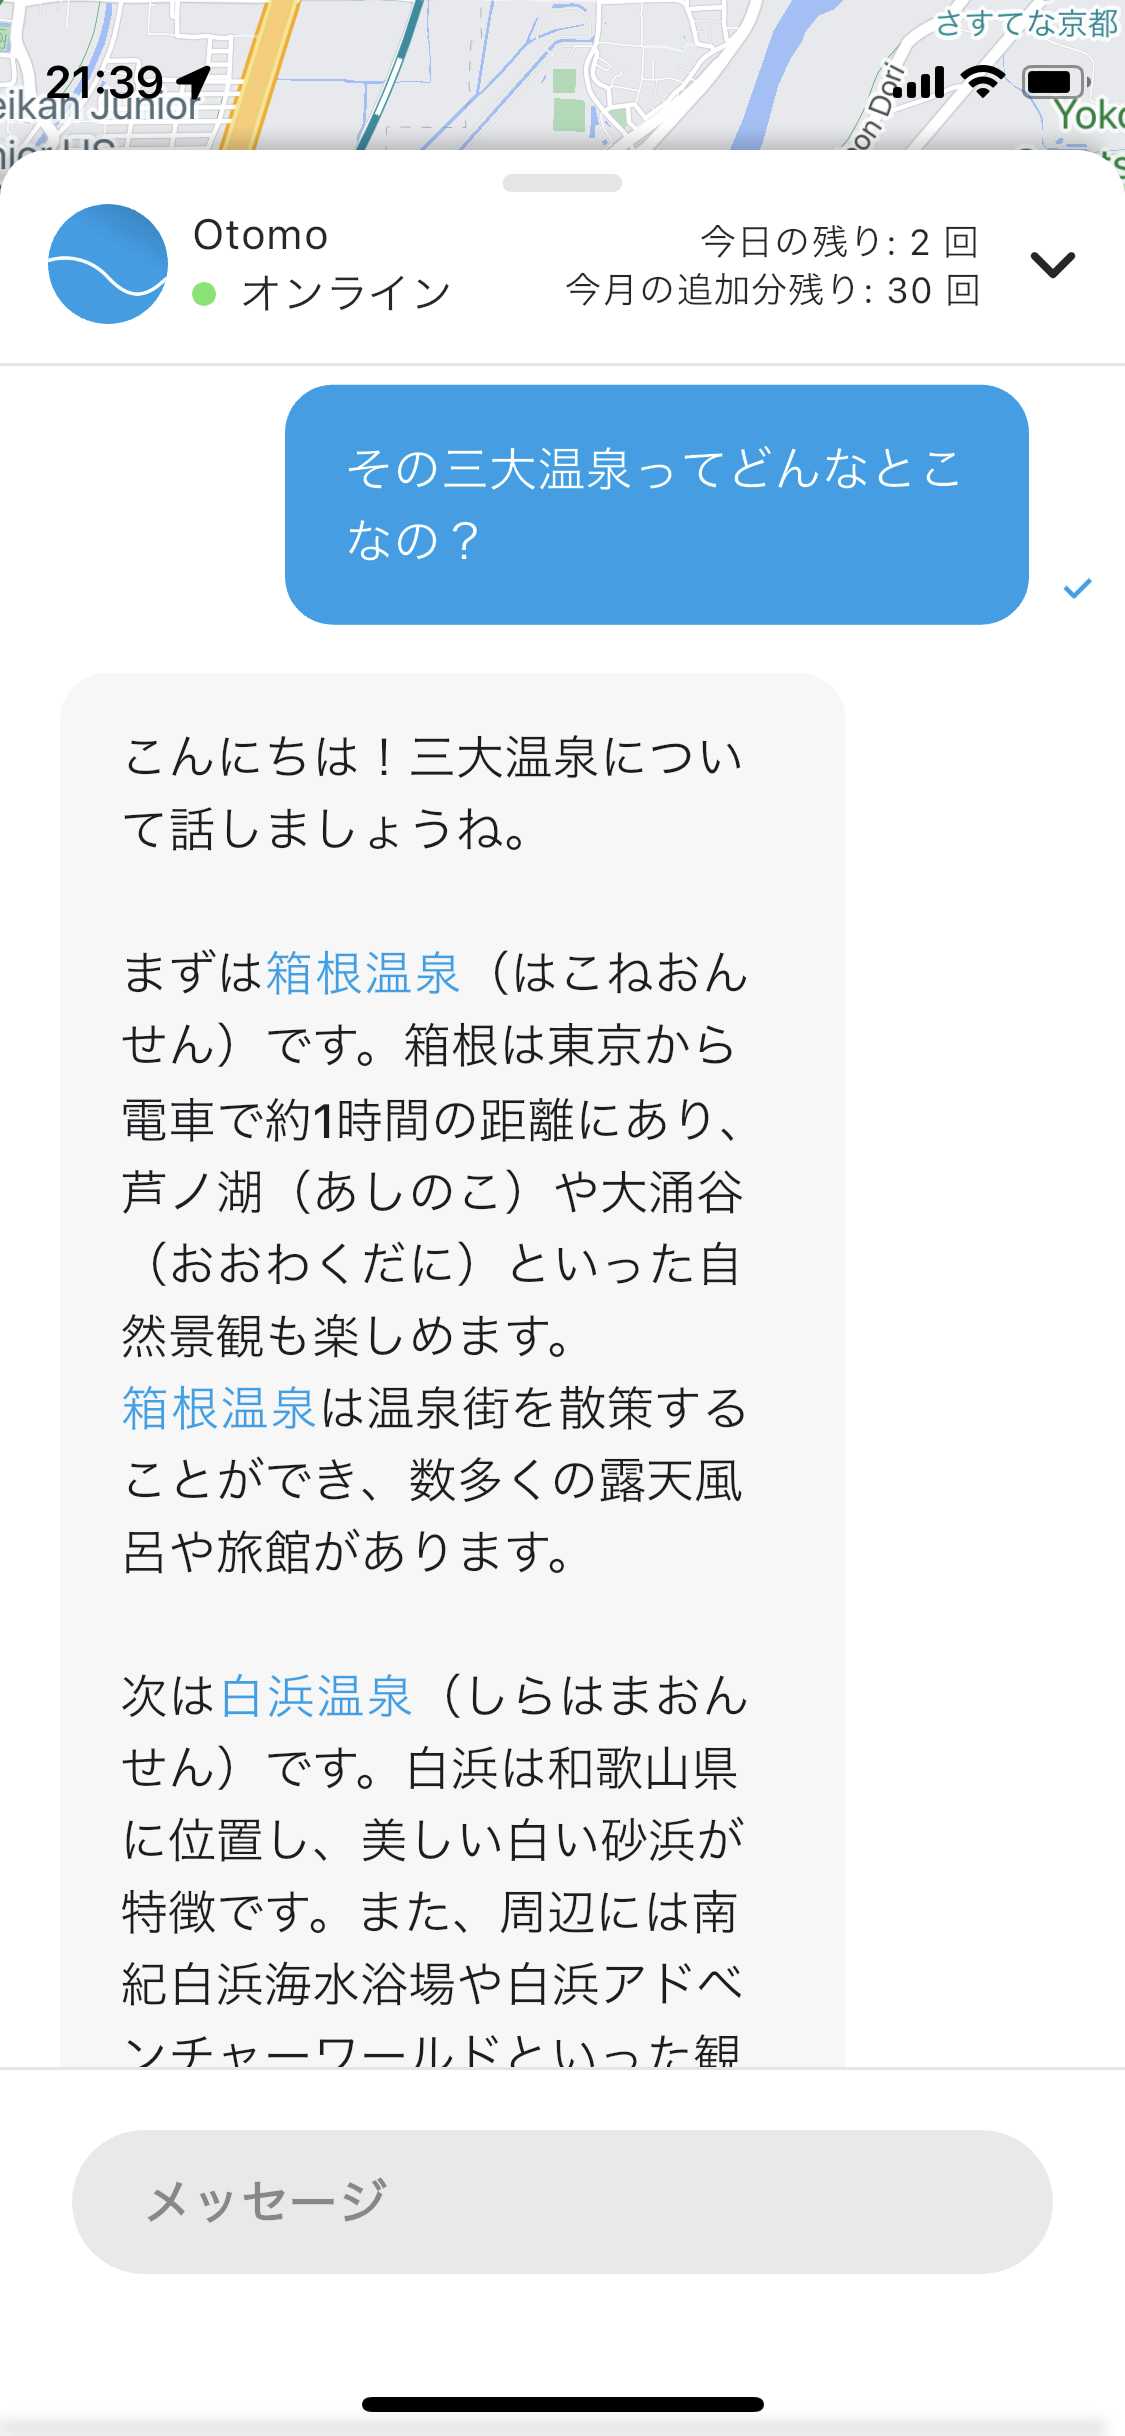 さすてな京都
21:39
eikan Junior
on Dori
Yoko
Otomo
オンライン
今日の残り: 2 回
今月の追加分残り: 30 回
その三大温泉ってどんなとこ
なの？
こんにちは！三大温泉につい
て話しましょうね。
まずは箱根温泉（はこねおん
せん）です。箱根は東京から
電車で約1時間の距離にあり、
芦ノ湖（あしのこ）や大涌谷
（おおわくだに）といった自
然景観も楽しめます。
箱根温泉は温泉街を散策する
ことができ、数多くの露天風
呂や旅館があります。
次は白浜温泉（しらはまおん
せん）です。白浜は和歌山県
に位置し、美しい白い砂浜が
特徴です。また、周辺には南
紀白浜海水浴場や白浜アドベ
ンチャーワールドといった観
メッセージ